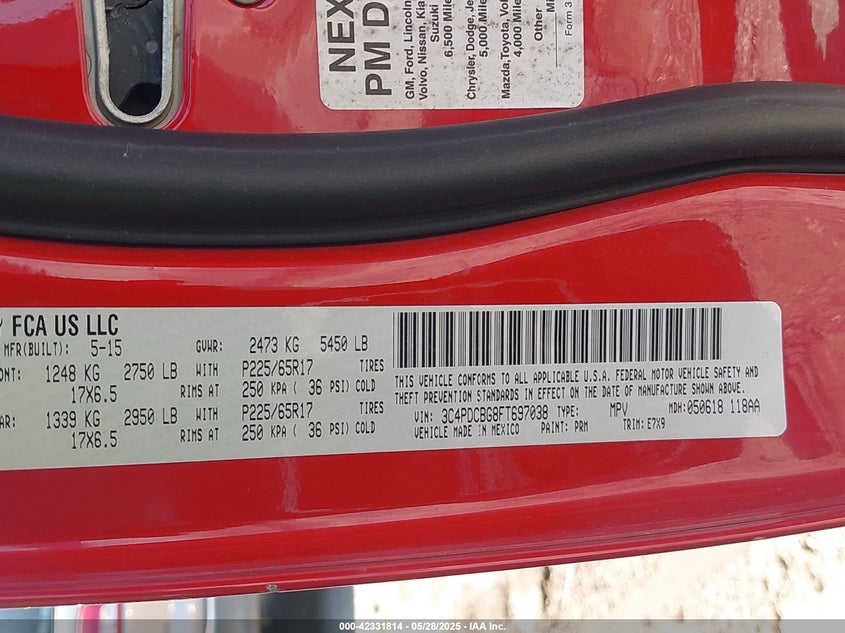 NEX
PM D
GM, Ford, Lincoln
Volvo, Nissan, Kia
Suzuki
6,500 Mile
Chrysler, Dodge, Je
5,000 Mile
Mazda, Toyota, Vol
4,000 Mile
Other
Mi
Form 3
FCA US LLC
MFR(BUILT): 5-15 GVWR: 2473 KG 5450 LB
ONT: 1248 KG 2750 LB WITH P225/65R17 TIRES
17X6.5 RIMS AT 250 KPA ( 36 PSI) COLD
AR: 1339 KG 2950 LB WITH P225/65R17 TIRES
17X6.5 RIMS AT 250 KPA ( 36 PSI) COLD
THIS VEHICLE CONFORMS TO ALL APPLICABLE U.S.A. FEDERAL MOTOR VEHICLE SAFETY AND
THEFT PREVENTION STANDARDS IN EFFECT ON THE DATE OF MANUFACTURE SHOWN ABOVE.
VIN: 3C4PDCBG8FT697038 TYPE: MPV MDH: 050618 118AA
VEHICLE MADE IN MEXICO PAINT: PRM TRIM: E7X9
000-42331814 - 05/28/2025 - IAA Inc.